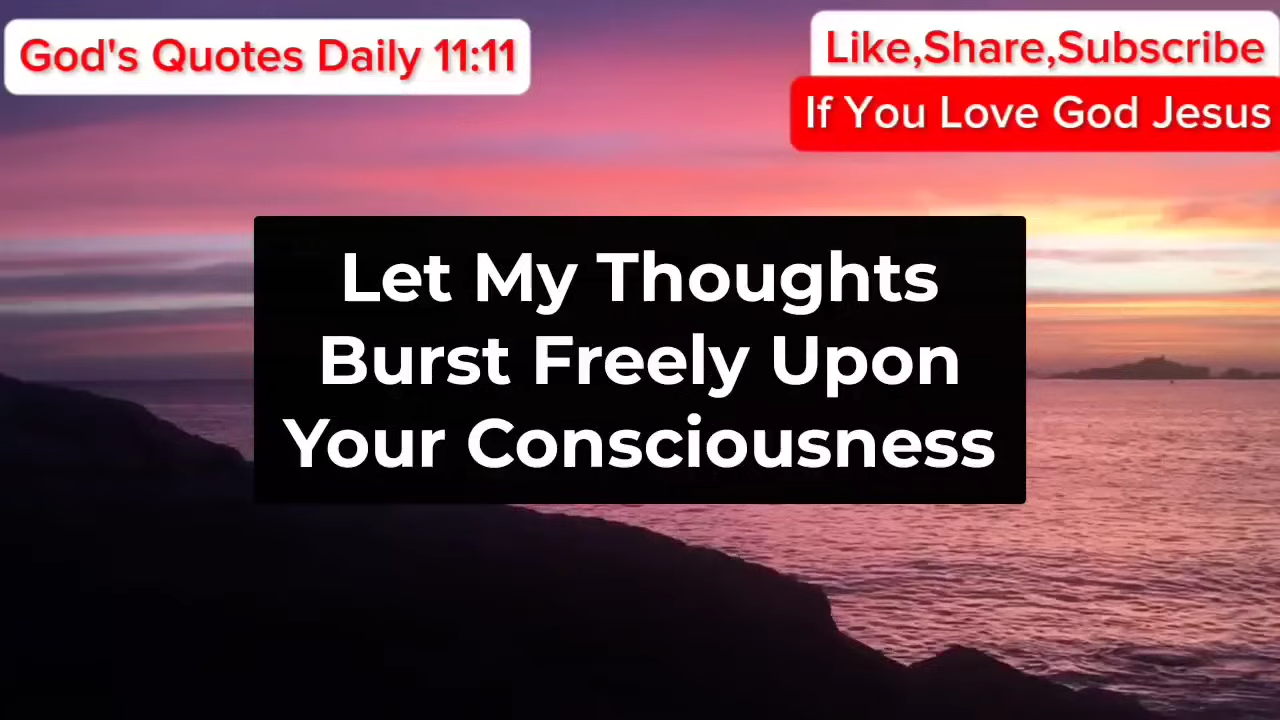 God's Quotes Daily 11:11
Like,Share,Subscribe
If You Love God Jesus
Let My Thoughts
Burst Freely Upon
Your Consciousness